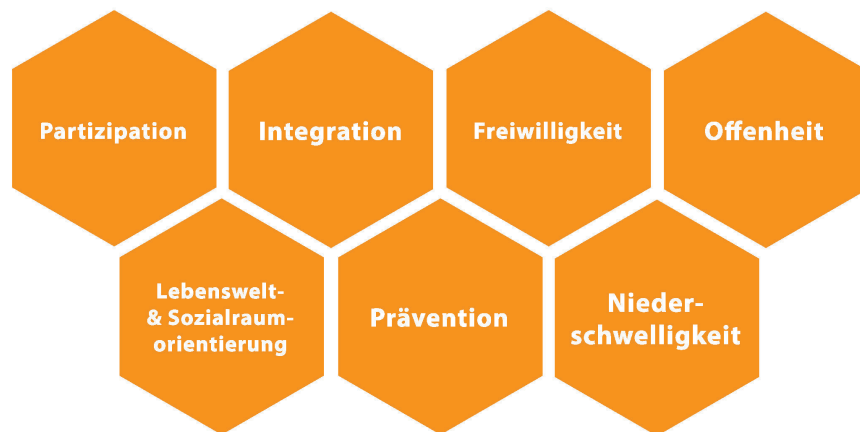 Partizipation
Integration
Freiwilligkeit
Offenheit
Lebenswelt-
& Sozialraum-
orientierung
Prävention
Nieder-
schwelligkeit